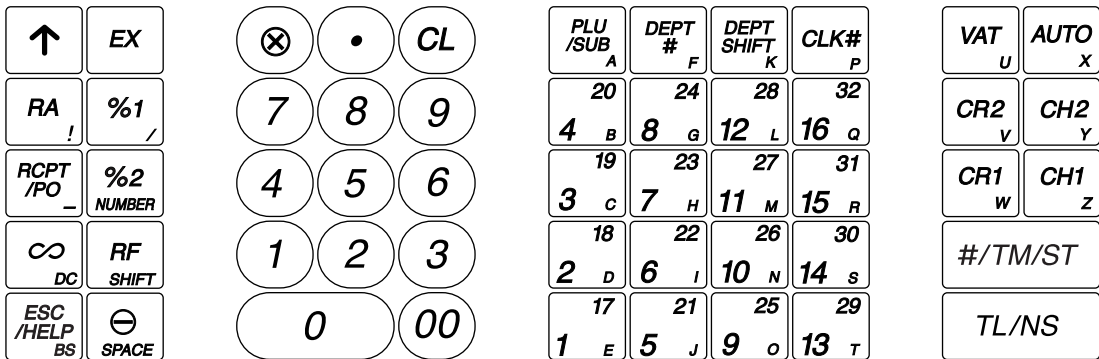 ↑ EX ⊗ • CL PLU /SUB A DEPT # F DEPT SHIFT K CLK# P VAT U AUTO X
RA ! %1 / 7 8 9 20 4 B 24 8 G 28 12 L 32 16 Q CR2 V CH2 Y
RCPT /PO _ %2 NUMBER 4 5 6 19 3 C 23 7 H 27 11 M 31 15 R CR1 W CH1 Z
∞ DC RF SHIFT 1 2 3 18 2 D 22 6 I 26 10 N 30 14 S #/TM/ST
ESC /HELP BS ⊖ SPACE 0 00 17 1 E 21 5 J 25 9 O 29 13 T TL/NS